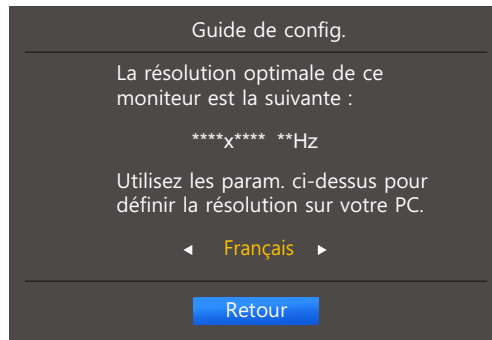 Guide de config.
La résolution optimale de ce
moniteur est la suivante :
****x**** **Hz
Utilisez les param. ci-dessus pour
définir la résolution sur votre PC.
Français
Retour